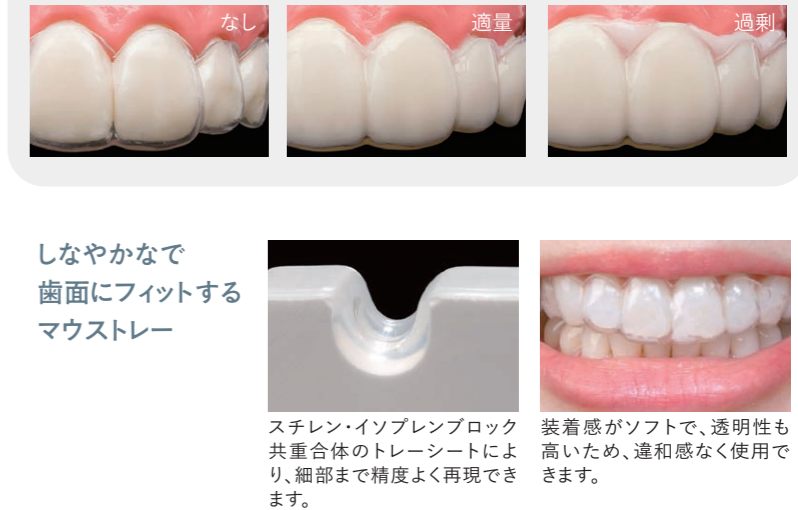 なし
適量
過剰
しなやかなで
歯面にフィットする
マウストレー
スチレン・イソプレンブロック
共重合体のトレーシートによ
り、細部まで精度よく再現でき
ます。
装着感がソフトで、透明性も
高いため、違和感なく使用で
きます。